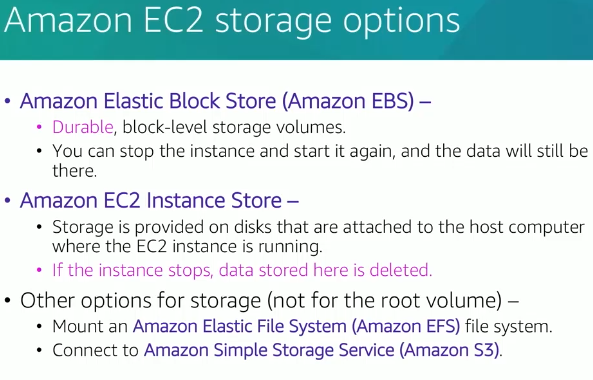 Amazon EC2 storage options
• Amazon Elastic Block Store (Amazon EBS) –
• Durable, block-level storage volumes.
• You can stop the instance and start it again, and the data will still be
there.
• Amazon EC2 Instance Store –
• Storage is provided on disks that are attached to the host computer
where the EC2 instance is running.
• If the instance stops, data stored here is deleted.
• Other options for storage (not for the root volume) –
• Mount an Amazon Elastic File System (Amazon EFS) file system.
• Connect to Amazon Simple Storage Service (Amazon S3).